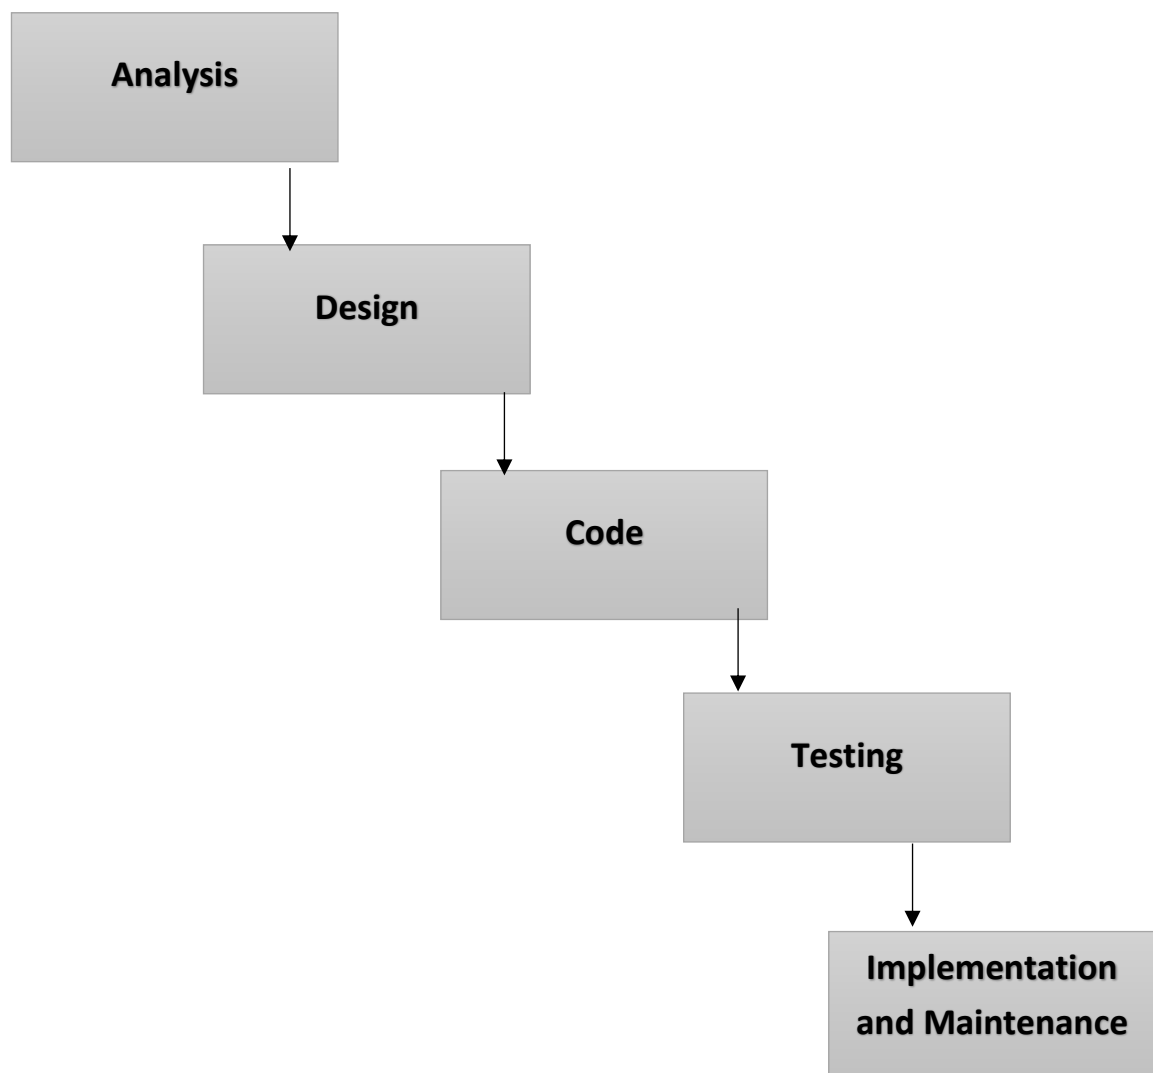 Analysis
Design
Code
Testing
Implementation
and Maintenance